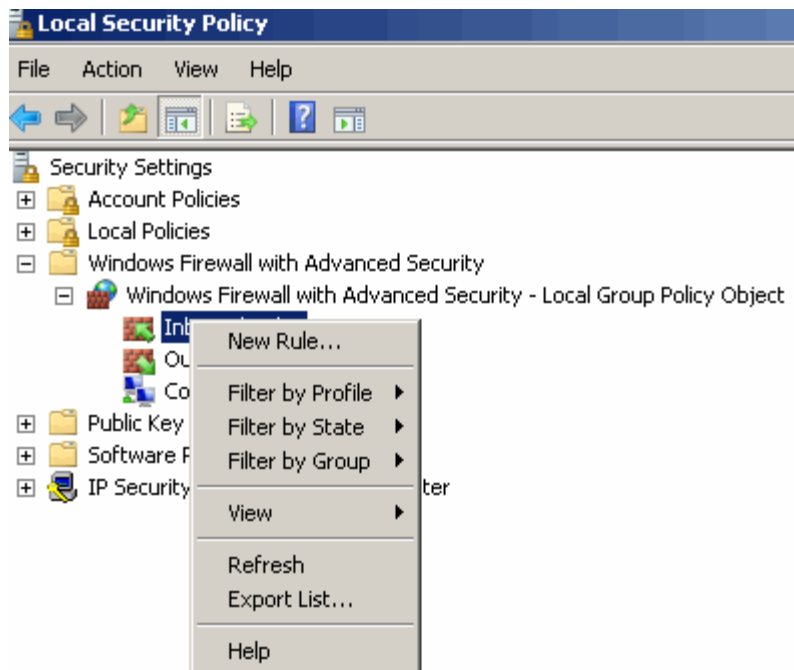 Local Security Policy
File Action View Help
Security Settings
Account Policies
Local Policies
Windows Firewall with Advanced Security
Windows Firewall with Advanced Security - Local Group Policy Object
New Rule...
Filter by Profile
Public Key
Filter by State
Software
Filter by Group
IP Security
View
Refresh
Export List...
Help